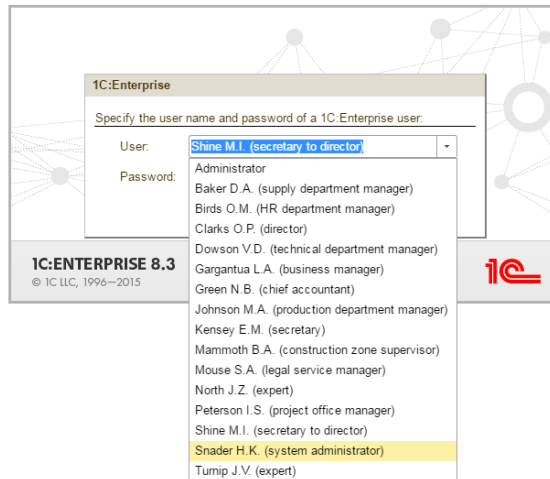 1C:Enterprise
Specify the user name and password of a 1C:Enterprise user:
User: Shine M.I. (secretary to director)
Password:
Administrator
Baker D.A. (supply department manager)
Birds O.M. (HR department manager)
Clarks O.P. (director)
Dowson V.D. (technical department manager)
Gargantua L.A. (business manager)
Green N.B. (chief accountant)
Johnson M.A. (production department manager)
Kensey E.M. (secretary)
Mammoth B.A. (construction zone supervisor)
Mouse S.A. (legal service manager)
North J.Z. (expert)
Peterson I.S. (project office manager)
Shine M.I. (secretary to director)
Snader H.K. (system administrator)
Turnip J.V. (expert)
1C:ENTERPRISE 8.3
© 1C LLC, 1996—2015
1C